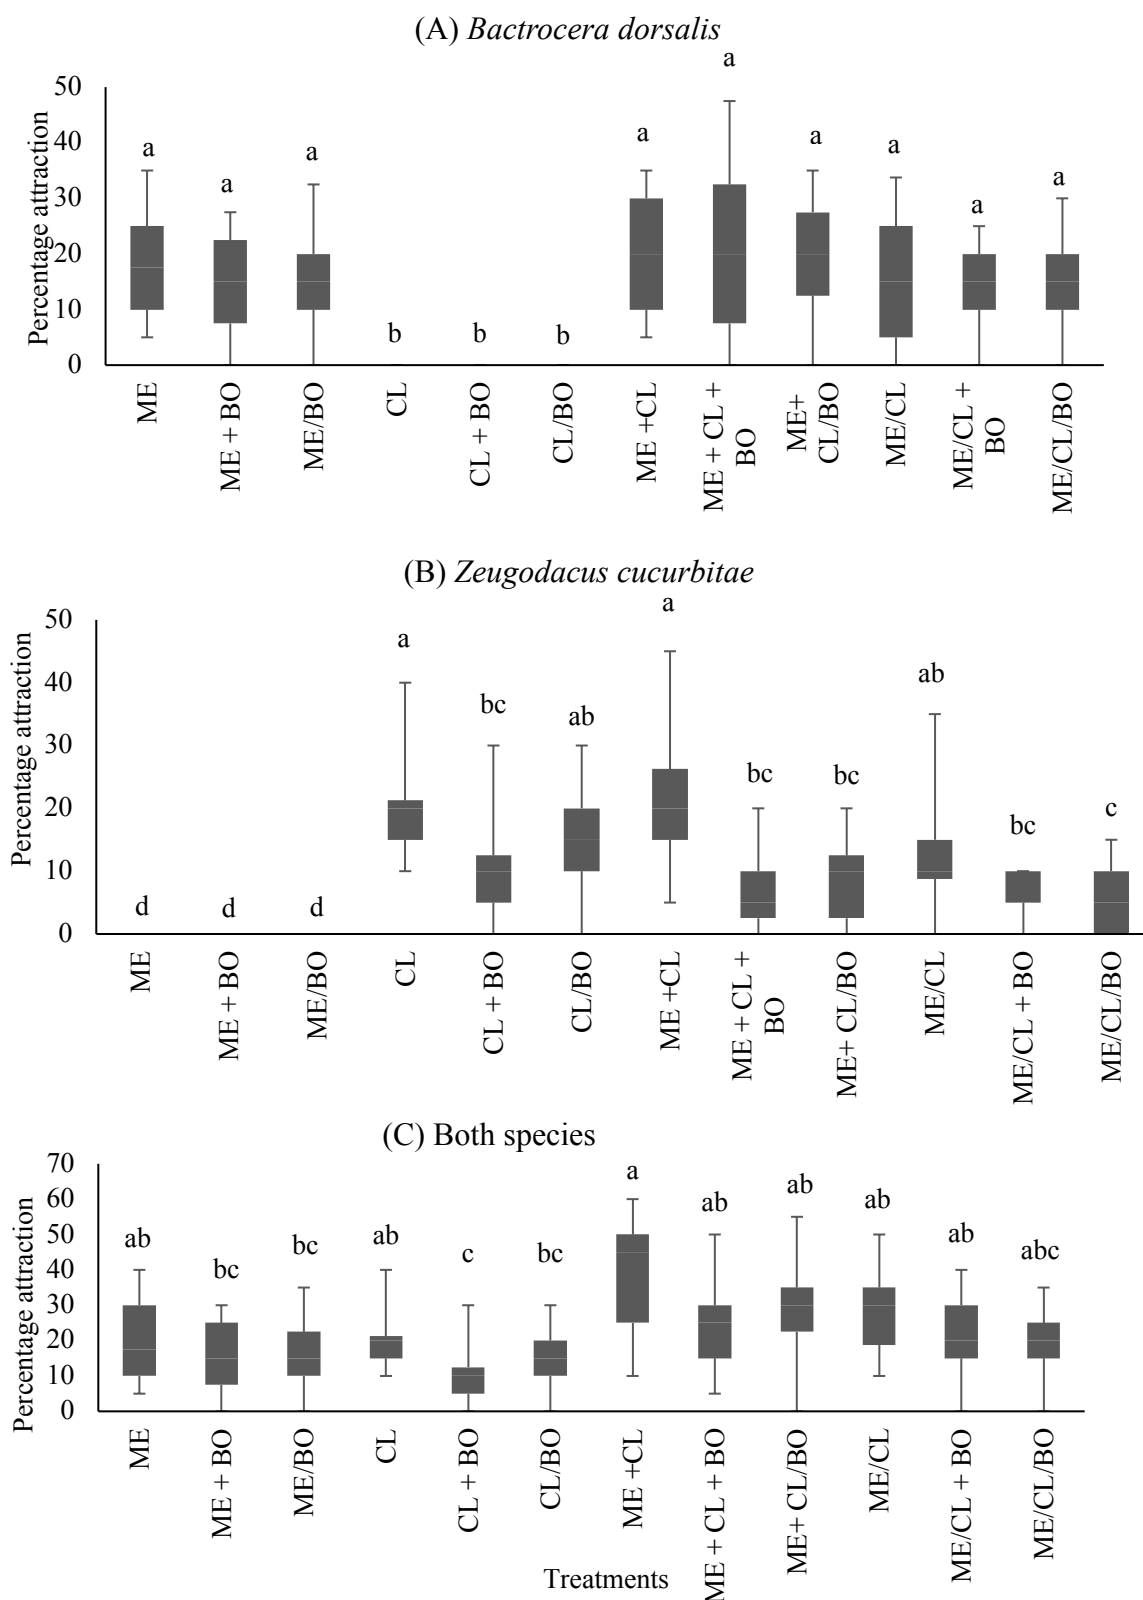 (A) Bactrocera dorsalis
Percentage attraction
50
40
30
20
10
0
a
a
a
b
b
b
a
a
a
a
a
a
ME
ME + BO
ME/BO
CL
CL + BO
CL/BO
ME +CL
ME + CL +
BO
ME+
CL/BO
ME/CL
ME/CL +
BO
ME/CL/BO
(B) Zeugodacus cucurbitae
Percentage attraction
50
40
30
20
10
0
d
d
d
a
bc
ab
a
bc
bc
ab
bc
c
ME
ME + BO
ME/BO
CL
CL + BO
CL/BO
ME +CL
ME + CL +
BO
ME+ CL/BO
ME/CL
ME/CL + BO
ME/CL/BO
(C) Both species
Percentage attraction
70
60
50
40
30
20
10
0
ab
bc
bc
ab
c
bc
a
ab
ab
ab
ab
abc
ME
ME + BO
ME/BO
CL
CL + BO
CL/BO
ME +CL
ME + CL + BO
ME+ CL/BO
ME/CL
ME/CL + BO
ME/CL/BO
Treatments